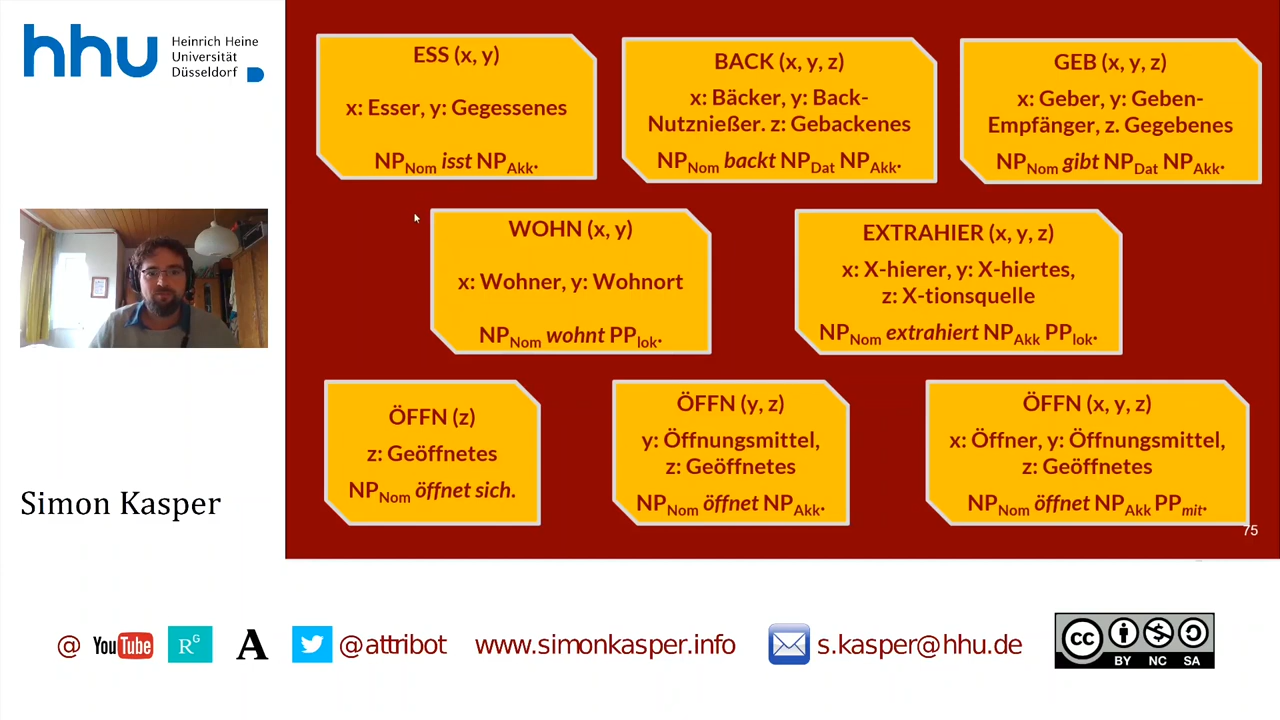 hhu Heinrich Heine
Universität
Düsseldorf
ESS (x, y)
x: Esser, y: Gegessenes
NPNom isst NPAkk.
BACK (x, y, z)
x: Bäcker, y: Back-
Nutznießer. z: Gebackenes
NPNom backt NPDat NPAkk.
GEB (x, y, z)
x: Geber, y: Geben-
Empfänger, z. Gegebenes
NPNom gibt NPDat NPAkk.
WOHN (x, y)
x: Wohner, y: Wohnort
NPNom wohnt PPlok.
EXTRAHIER (x, y, z)
x: X-hierer, y: X-hiertes,
z: X-tionsquelle
NPNom extrahiert NPAkk PPlok.
ÖFFN (z)
z: Geöffnetes
NPNom öffnet sich.
ÖFFN (y, z)
y: Öffnungsmittel,
z: Geöffnetes
NPNom öffnet NPAkk.
ÖFFN (x, y, z)
x: Öffner, y: Öffnungsmittel,
z: Geöffnetes
NPNom öffnet NPAkk PPmit.
75
Simon Kasper
@ YouTube RG A @attribot www.simonkasper.info s.kasper@hhu.de
cc BY NC SA